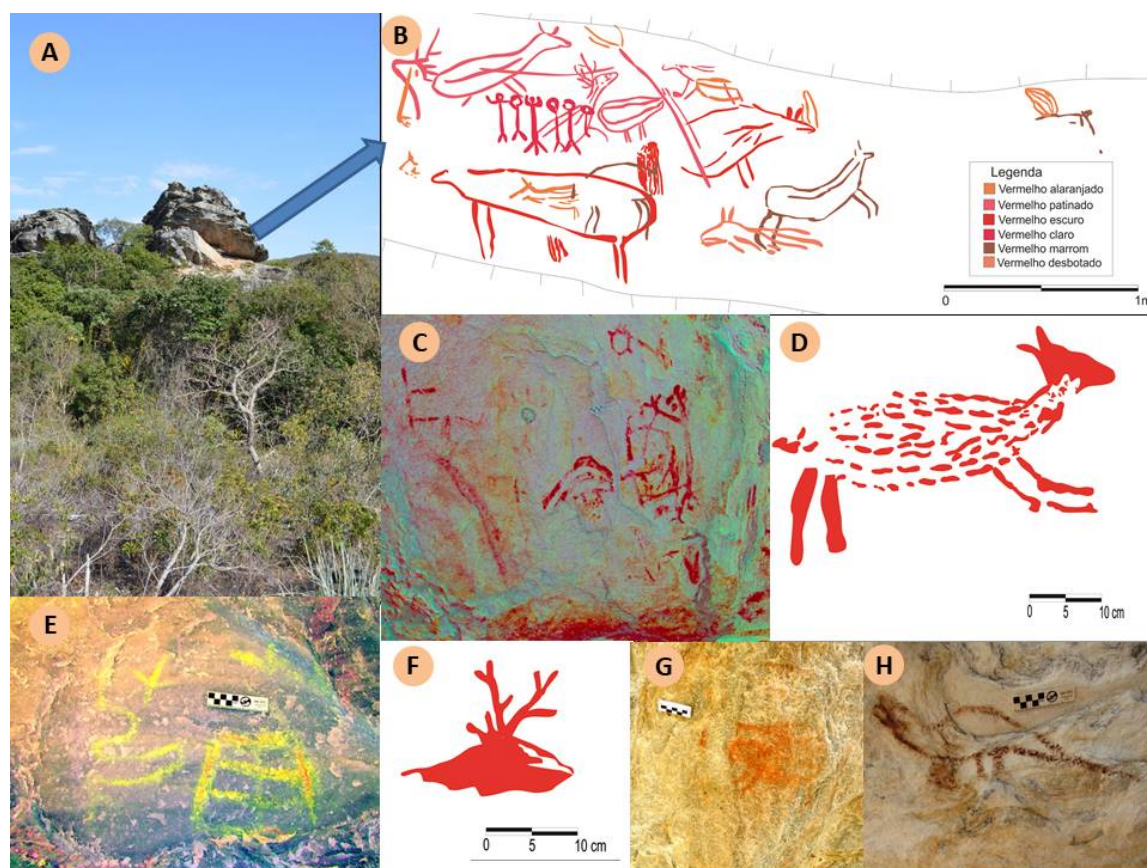 A
B
Legenda
Vermelho alaranjado
Vermelho patinado
Vermelho escuro
Vermelho claro
Vermelho marrom
Vermelho desbotado
0 1m
C
D
0 5 10 cm
E
F
0 5 10 cm
G
H